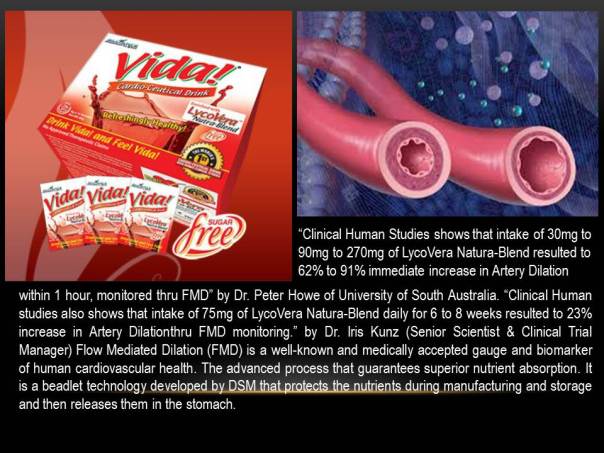 Vida!
Cardio-Ceutical Drink
Refreshingly Healthy!
LycoVera
Nutra-Blend
Drink Vida! and Feel Vida!
No Approved Therapeutic Claims
Vida!
Vida!
Vida!
SUGAR
free
“Clinical Human Studies shows that intake of 30mg to
90mg to 270mg of LycoVera Natura-Blend resulted to
62% to 91% immediate increase in Artery Dilation
within 1 hour, monitored thru FMD” by Dr. Peter Howe of University of South Australia. “Clinical Human
studies also shows that intake of 75mg of LycoVera Natura-Blend daily for 6 to 8 weeks resulted to 23%
increase in Artery Dilationthru FMD monitoring.” by Dr. Iris Kunz (Senior Scientist & Clinical Trial
Manager) Flow Mediated Dilation (FMD) is a well-known and medically accepted gauge and biomarker
of human cardiovascular health. The advanced process that guarantees superior nutrient absorption. It
is a beadlet technology developed by DSM that protects the nutrients during manufacturing and storage
and then releases them in the stomach.